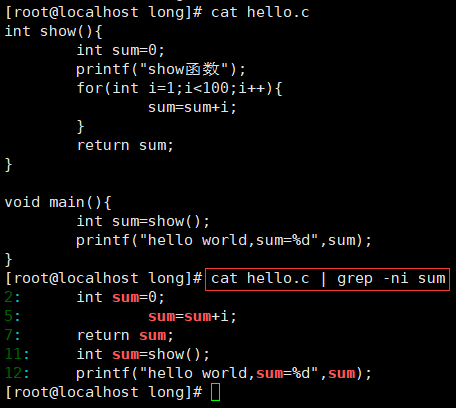 [root@localhost long]# cat hello.c
int show(){
        int sum=0;
        printf("show函数");
        for(int i=1;i<100;i++){
                sum=sum+i;
        }
        return sum;
}

void main(){
        int sum=show();
        printf("hello world,sum=%d",sum);
}
[root@localhost long]# cat hello.c | grep -ni sum
2:      int sum=0;
5:              sum=sum+i;
7:      return sum;
11:     int sum=show();
12:     printf("hello world,sum=%d",sum);
[root@localhost long]#